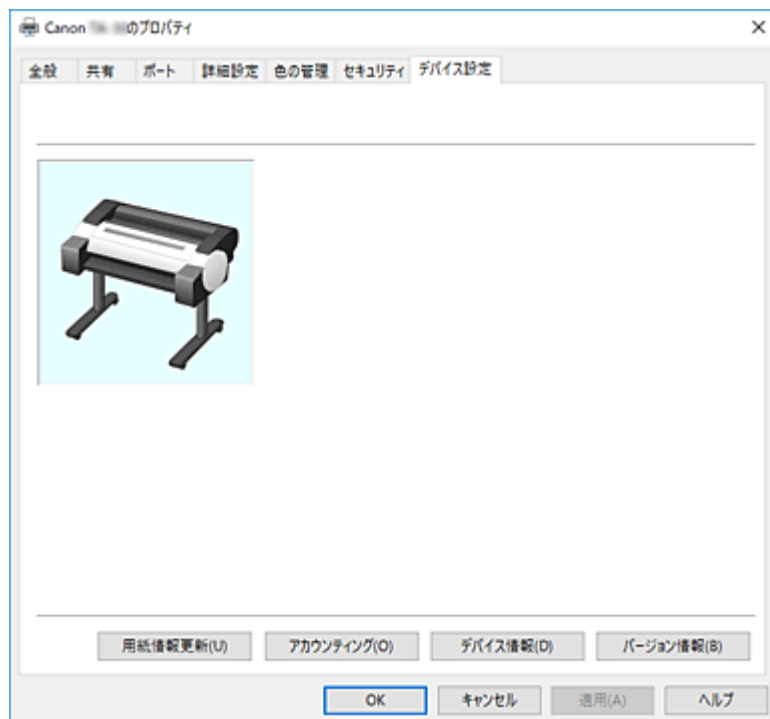 Canon のプロパティ
全般 共有 ポート 詳細設定 色の管理 セキュリティ デバイス設定
用紙情報更新(U) アカウンティング(O) デバイス情報(D) バージョン情報(B)
OK キャンセル 適用(A) ヘルプ